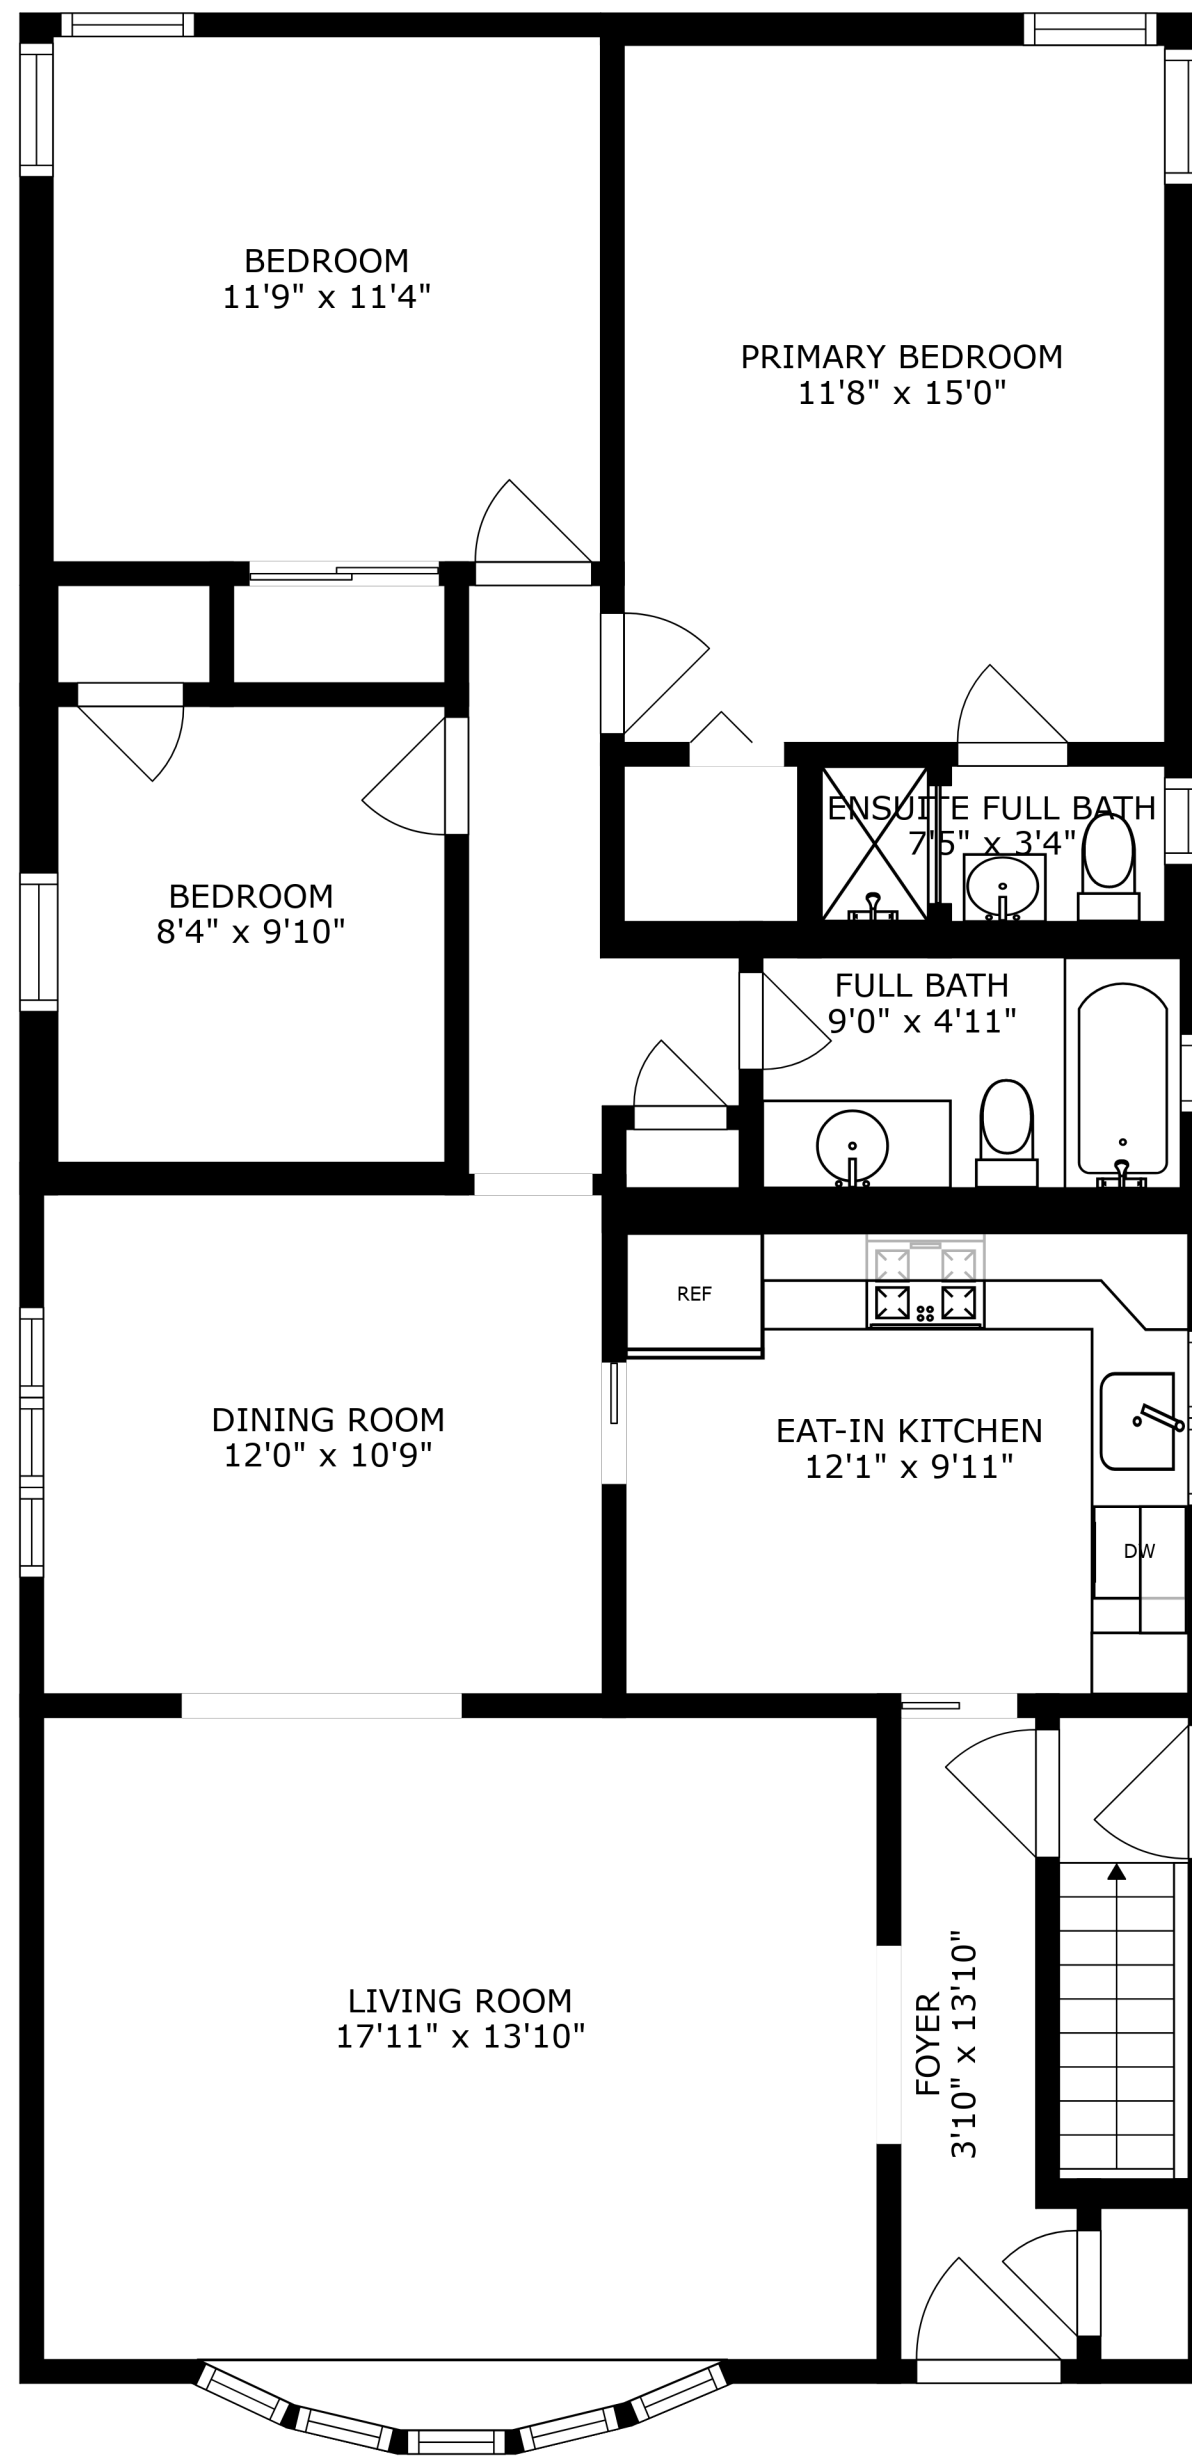 BEDROOM
11'9" x 11'4"
PRIMARY BEDROOM
11'8" x 15'0"
ENSUITE FULL BATH
7'5" x 3'4"
BEDROOM
8'4" x 9'10"
FULL BATH
9'0" x 4'11"
REF
DINING ROOM
12'0" x 10'9"
EAT-IN KITCHEN
12'1" x 9'11"
DW
LIVING ROOM
17'11" x 13'10"
FOYER
3'10" x 13'10"